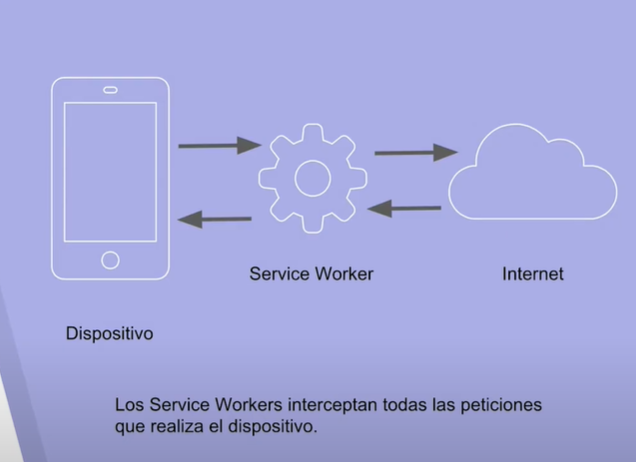 Service Worker
Internet
Dispositivo
Los Service Workers interceptan todas las peticiones
que realiza el dispositivo.